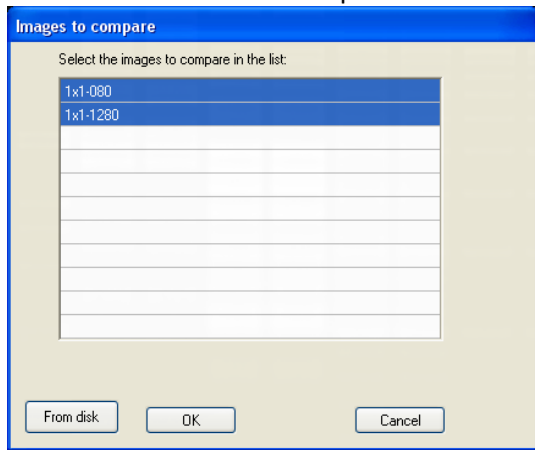 Images to compare
Select the images to compare in the list:
1x1-080
1x1-1280
From disk
OK
Cancel